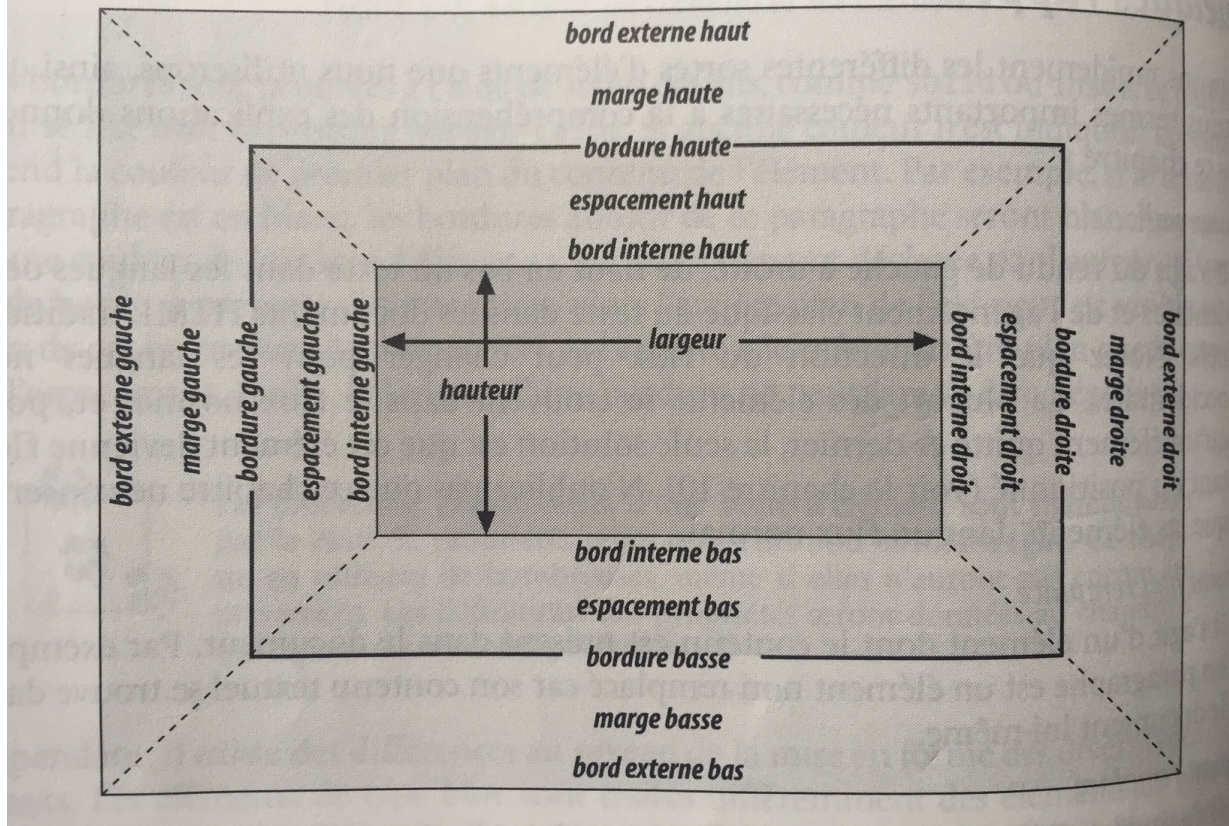 bord externe haut
marge haute
bordure haute
espacement haut
bord interne haut
bord externe gauche
marge gauche
bordure gauche
espacement gauche
bord interne gauche
largeur
hauteur
bord interne droit
espacement droit
bordure droite
marge droite
bord externe droit
bord interne bas
espacement bas
bordure basse
marge basse
bord externe bas